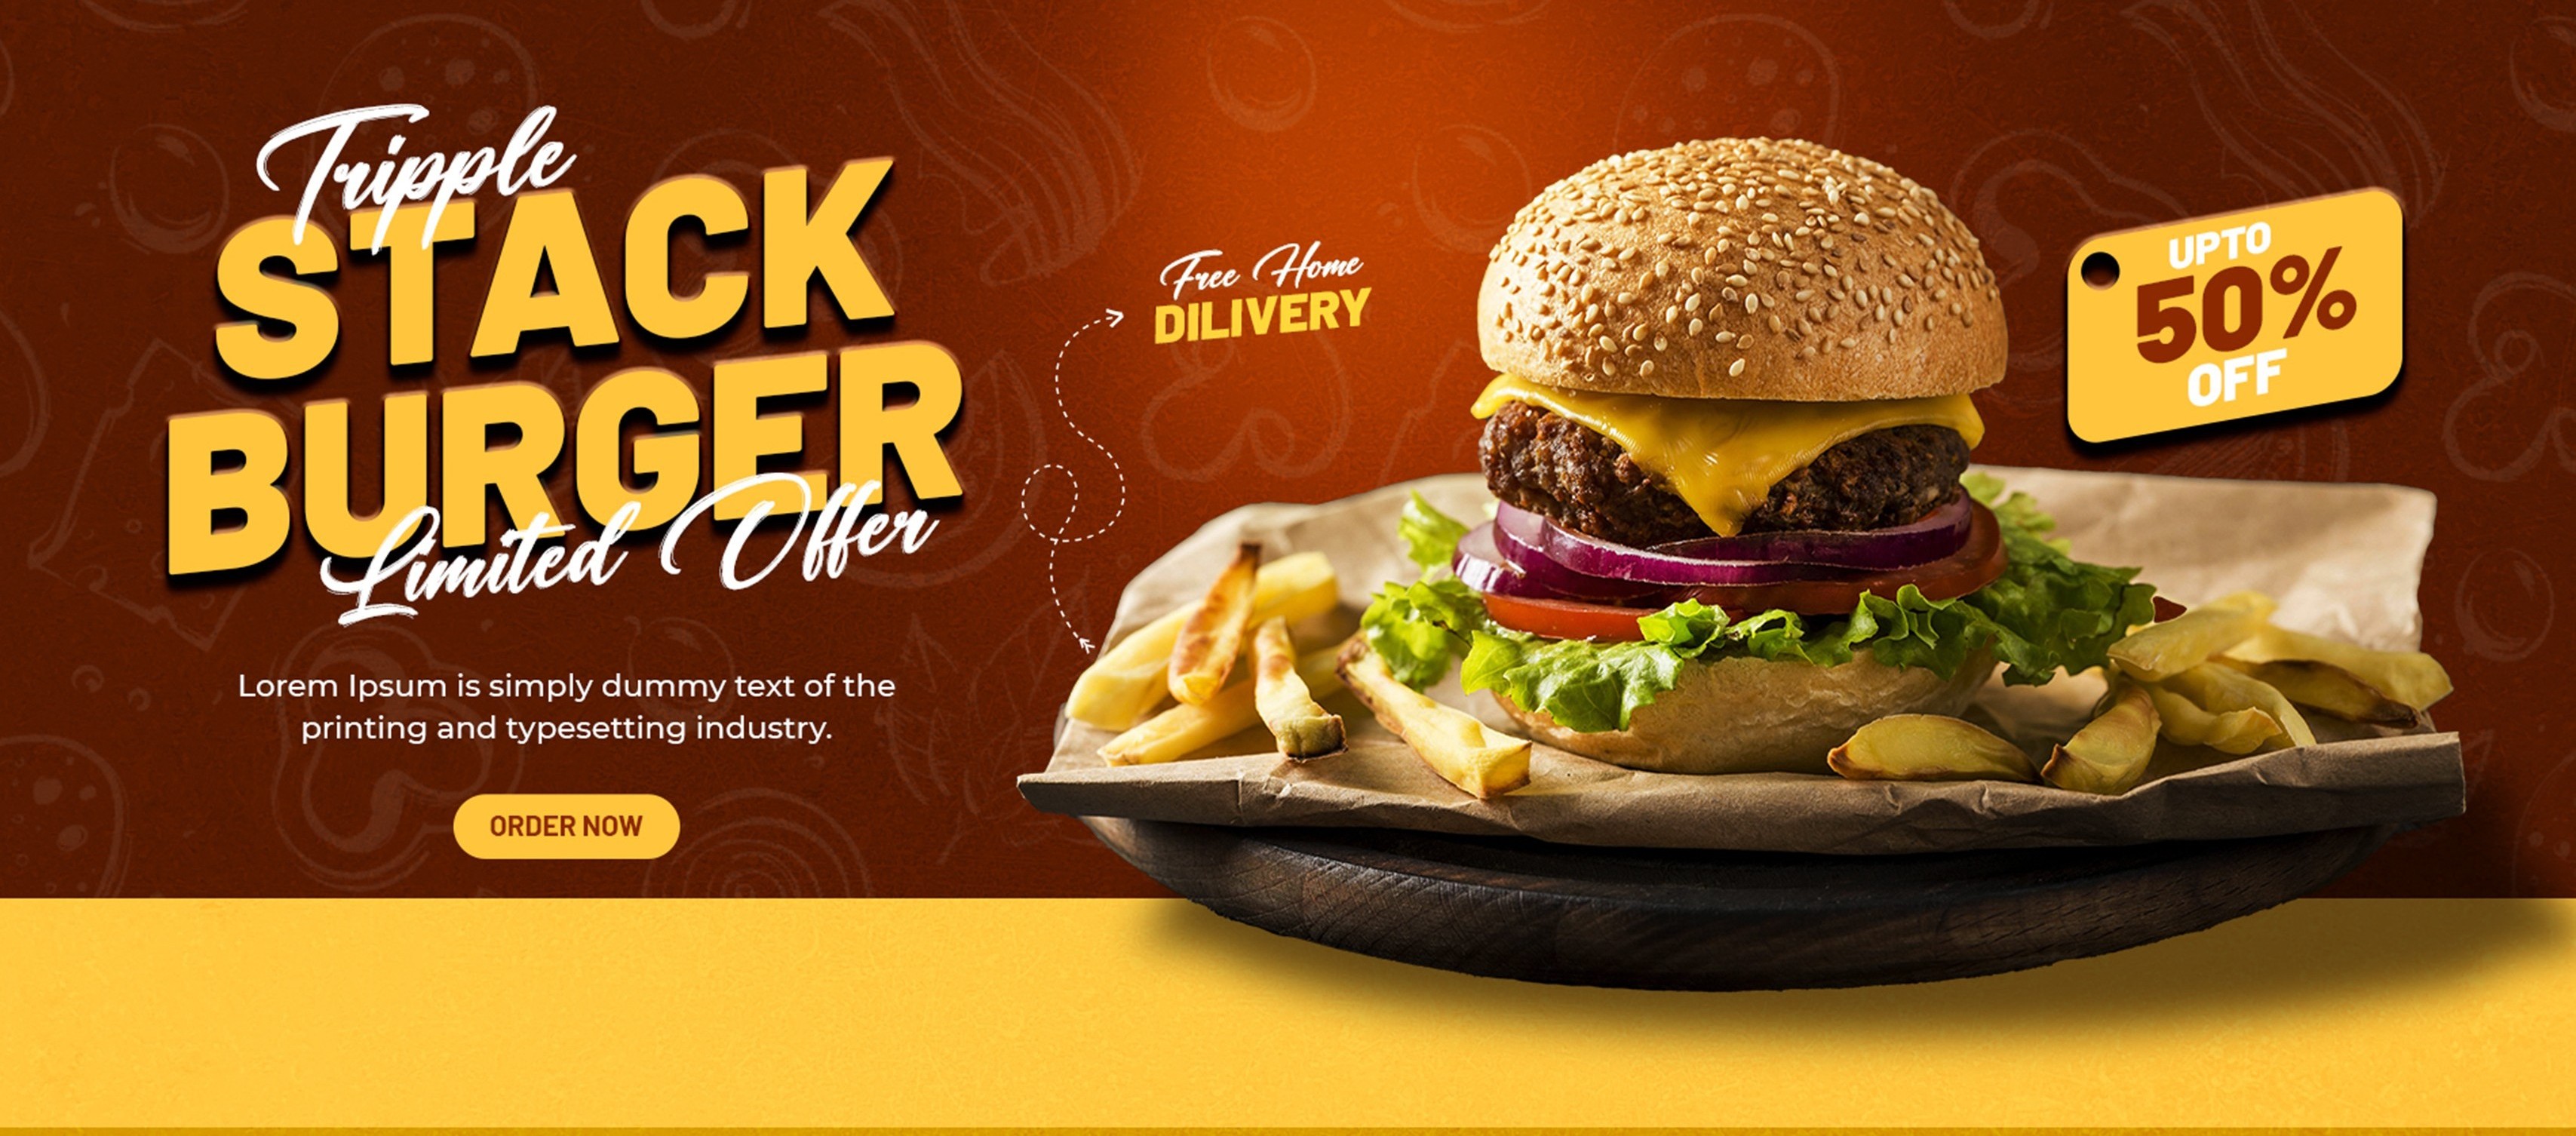 Tripple
STACK
BURGER
Limited Offer
Lorem Ipsum is simply dummy text of the
printing and typesetting industry.
ORDER NOW
Free Home
DILIVERY
UPTO
50%
OFF